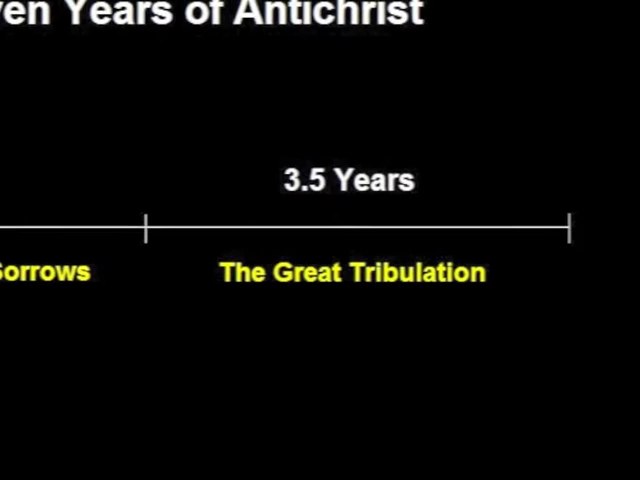 ven Years of Antichrist
3.5 Years
Sorrows
The Great Tribulation